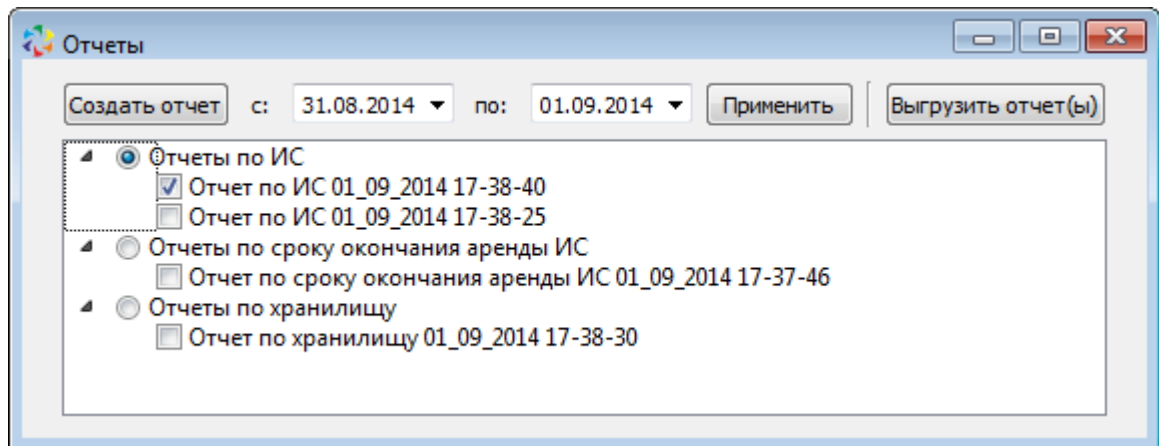 Отчеты
Создать отчет с: 31.08.2014 по: 01.09.2014 Применить Выгрузить отчет(ы)
Отчеты по ИС
Отчет по ИС 01_09_2014 17-38-40
Отчет по ИС 01_09_2014 17-38-25
Отчеты по сроку окончания аренды ИС
Отчет по сроку окончания аренды ИС 01_09_2014 17-37-46
Отчеты по хранилищу
Отчет по хранилищу 01_09_2014 17-38-30